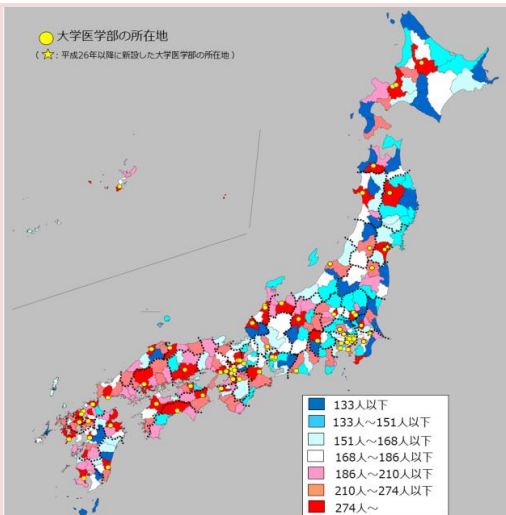 大学医学部の所在地
( ☆: 平成26年以降に新設した大学医学部の所在地 )
133人以下
133人~151人以下
151人~168人以下
168人~186人以下
186人~210人以下
210人~274人以下
274人~